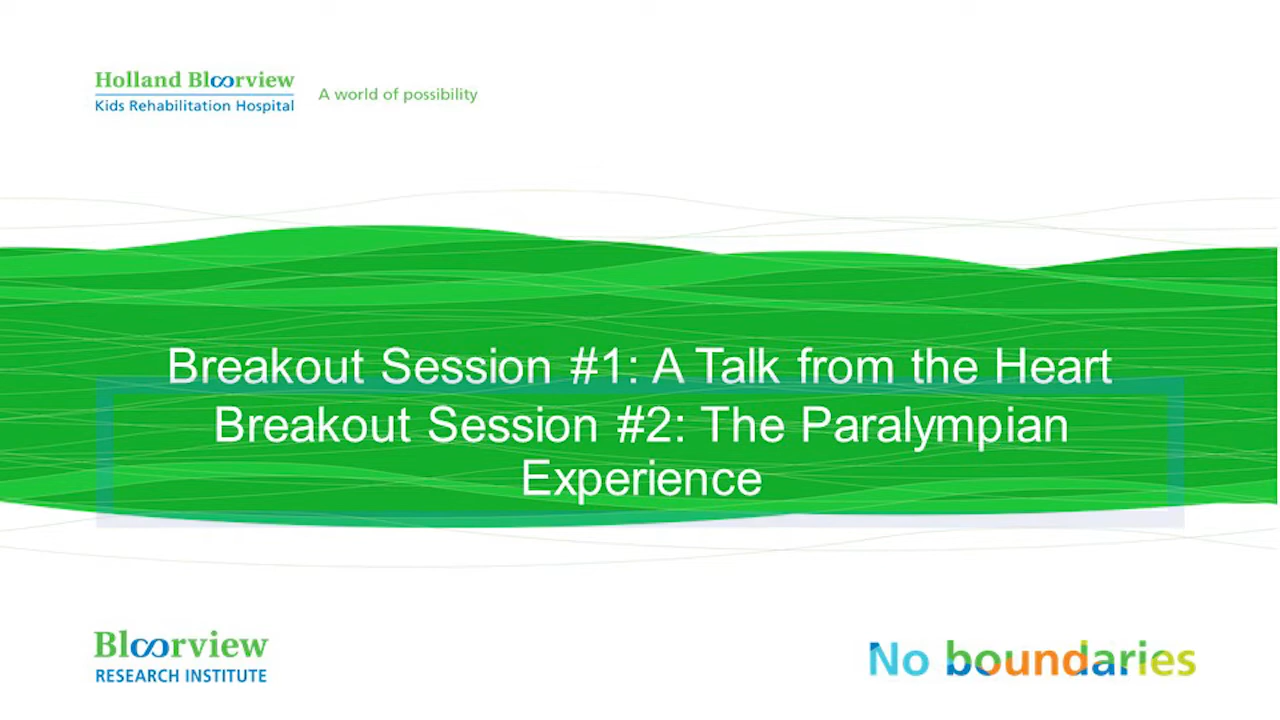 Holland Bloorview
Kids Rehabilitation Hospital
A world of possibility
Breakout Session #1: A Talk from the Heart
Breakout Session #2: The Paralympian
Experience
Bloorview
RESEARCH INSTITUTE
No boundaries